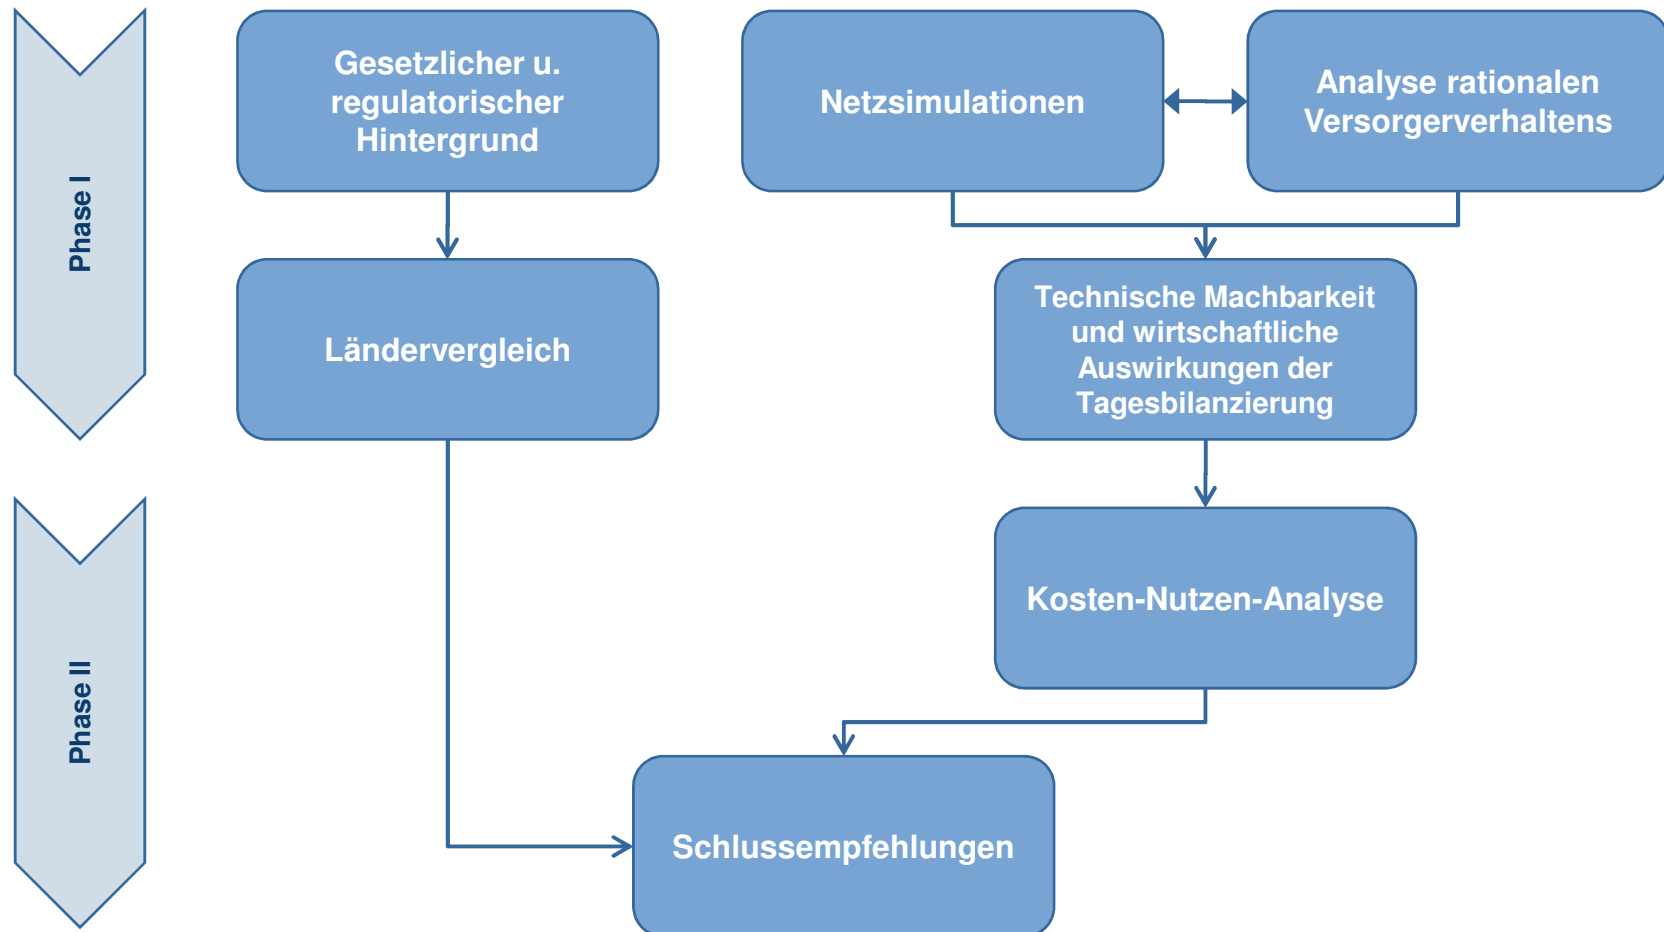 Phase I
Gesetzlicher u.
regulatorischer
Hintergrund
Netzsimulationen
Analyse rationalen
Versorgerverhaltens
Ländervergleich
Technische Machbarkeit
und wirtschaftliche
Auswirkungen der
Tagesbilanzierung
Phase II
Kosten-Nutzen-Analyse
Schlussempfehlungen